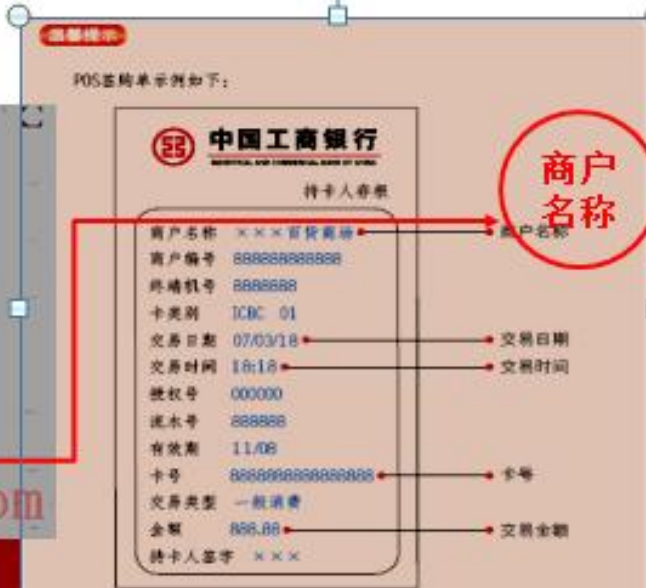 温馨提示
POS签购单示例如下:
中国工商银行
INDUSTRIAL AND COMMERCIAL BANK OF CHINA
持卡人存根
商户
名称
商户名称 ×××百货商场 商户名称
商户编号 888888888888
终端机号 8888888
卡类别 ICBC 01
交易日期 07/03/18 交易日期
交易时间 18:18 交易时间
授权号 000000
流水号 888888
有效期 11/08
卡号 8888888888888888 卡号
交易类型 一般消费
om
金额 888.88 交易金额
持卡人签字 ×××